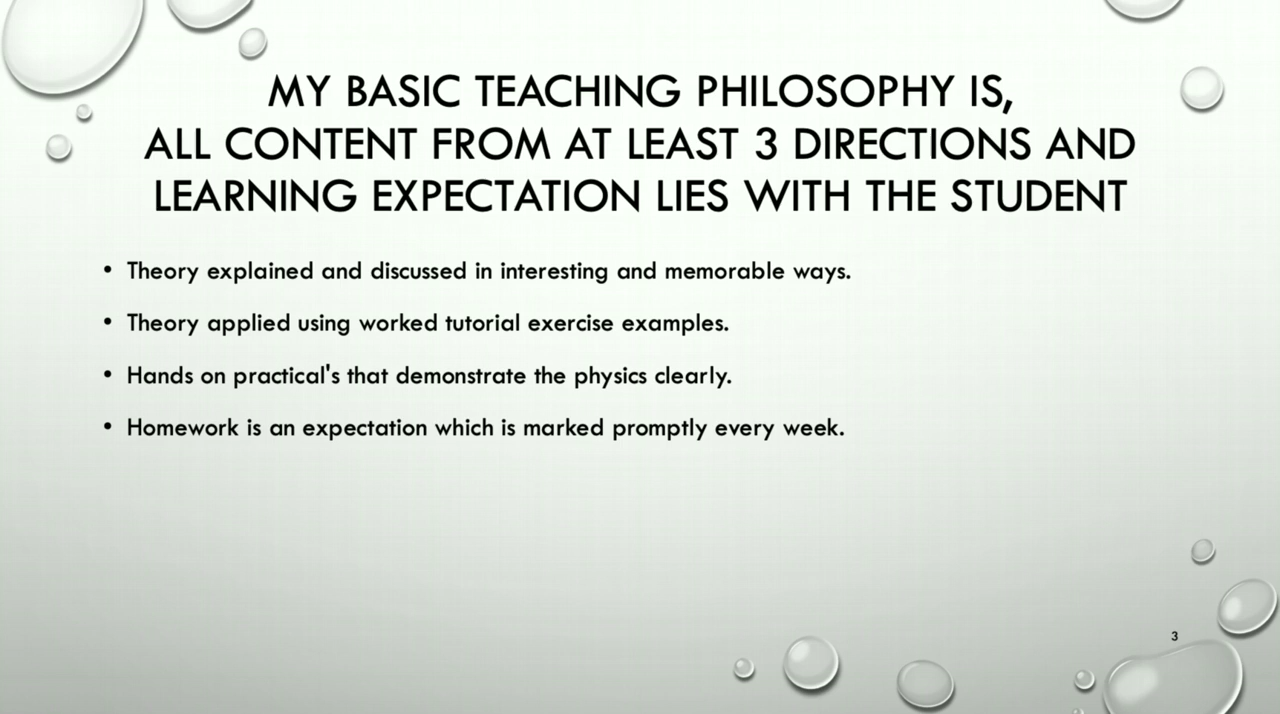 MY BASIC TEACHING PHILOSOPHY IS,
ALL CONTENT FROM AT LEAST 3 DIRECTIONS AND
LEARNING EXPECTATION LIES WITH THE STUDENT
• Theory explained and discussed in interesting and memorable ways.
• Theory applied using worked tutorial exercise examples.
• Hands on practical's that demonstrate the physics clearly.
• Homework is an expectation which is marked promptly every week.
3